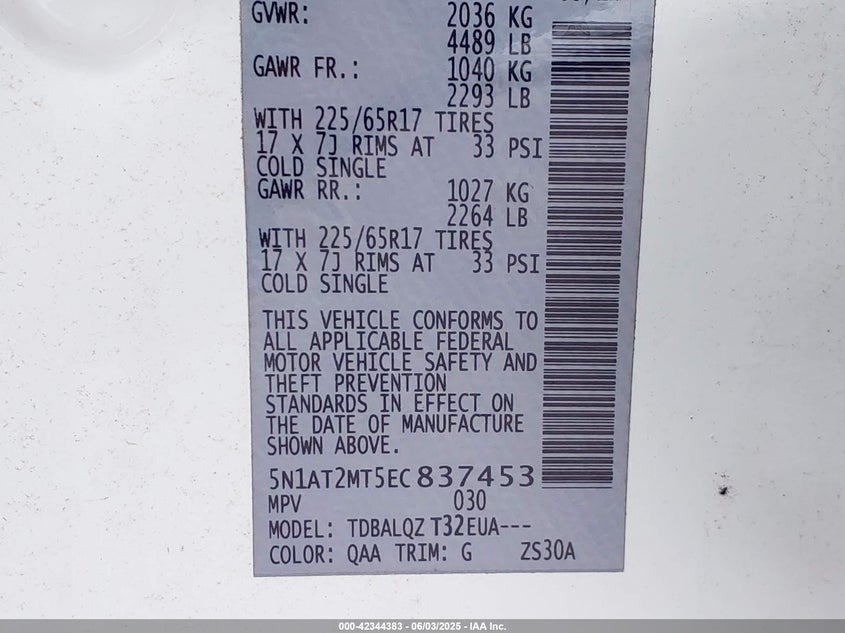 GVWR: 2036 KG
4489 LB
GAWR FR.: 1040 KG
2293 LB
WITH 225/65R17 TIRES
17 X 7J RIMS AT 33 PSI
COLD SINGLE
GAWR RR.: 1027 KG
2264 LB
WITH 225/65R17 TIRES
17 X 7J RIMS AT 33 PSI
COLD SINGLE
THIS VEHICLE CONFORMS TO
ALL APPLICABLE FEDERAL
MOTOR VEHICLE SAFETY AND
THEFT PREVENTION
STANDARDS IN EFFECT ON
THE DATE OF MANUFACTURE
SHOWN ABOVE.
5N1AT2MT5EC837453
MPV 030
MODEL: TDBALQZ T32EUA---
COLOR: QAA TRIM: G ZS30A
000-42344383 - 06/03/2025 - IAA Inc.